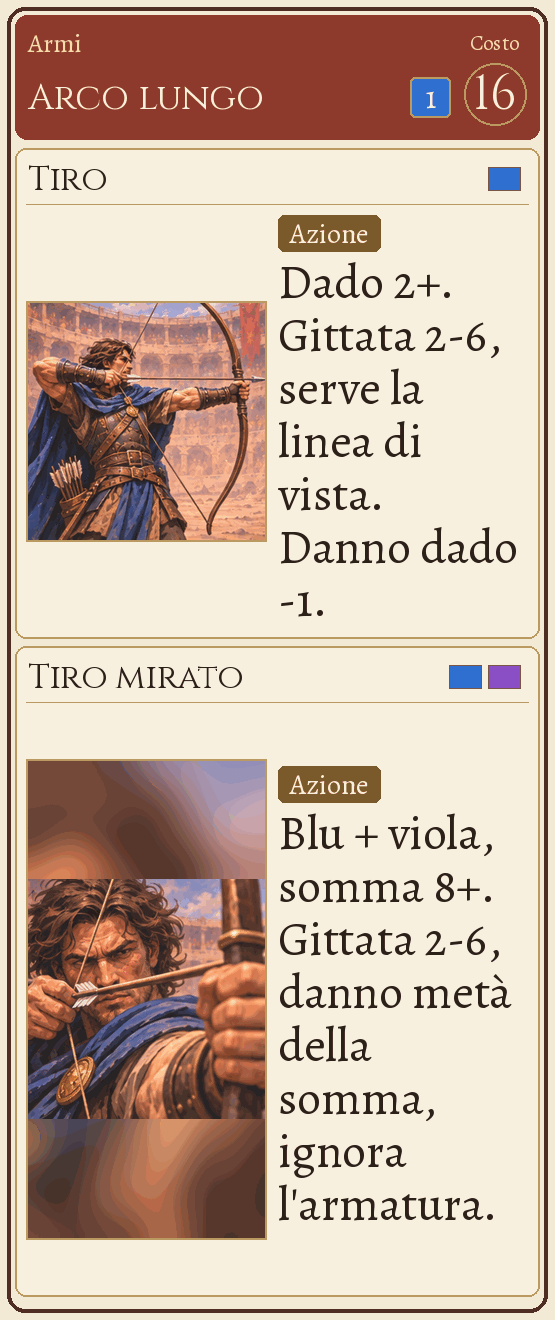 Armi
Costo
Arco lungo
1
16
Tiro
Azione
Dado 2+.
Gittata 2-6,
serve la
linea di
vista.
Danno dado
-1.
Tiro mirato
Azione
Blu + viola,
somma 8+.
Gittata 2-6,
danno metà
della
somma,
ignora
l'armatura.